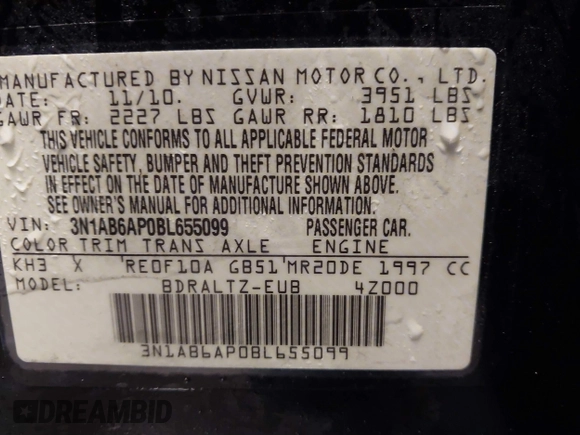 MANUFACTURED BY NISSAN MOTOR CO., LTD.
DATE: 11/10. GVWR: 3951 LBS
GAWR FR: 2227 LBS GAWR RR: 1810 LBS
THIS VEHICLE CONFORMS TO ALL APPLICABLE FEDERAL MOTOR
VEHICLE SAFETY, BUMPER AND THEFT PREVENTION STANDARDS
IN EFFECT ON THE DATE OF MANUFACTURE SHOWN ABOVE.
SEE OWNER'S MANUAL FOR ADDITIONAL INFORMATION.
VIN: 3N1AB6AP0BL655099 PASSENGER CAR.
COLOR TRIM TRANS AXLE ENGINE
KH3 X 'RE0F10A GB51'MR20DE 1997 CC
MODEL: BDRALTZ-EUB 4Z000
3N1AB6AP0BL655099
DREAMBID